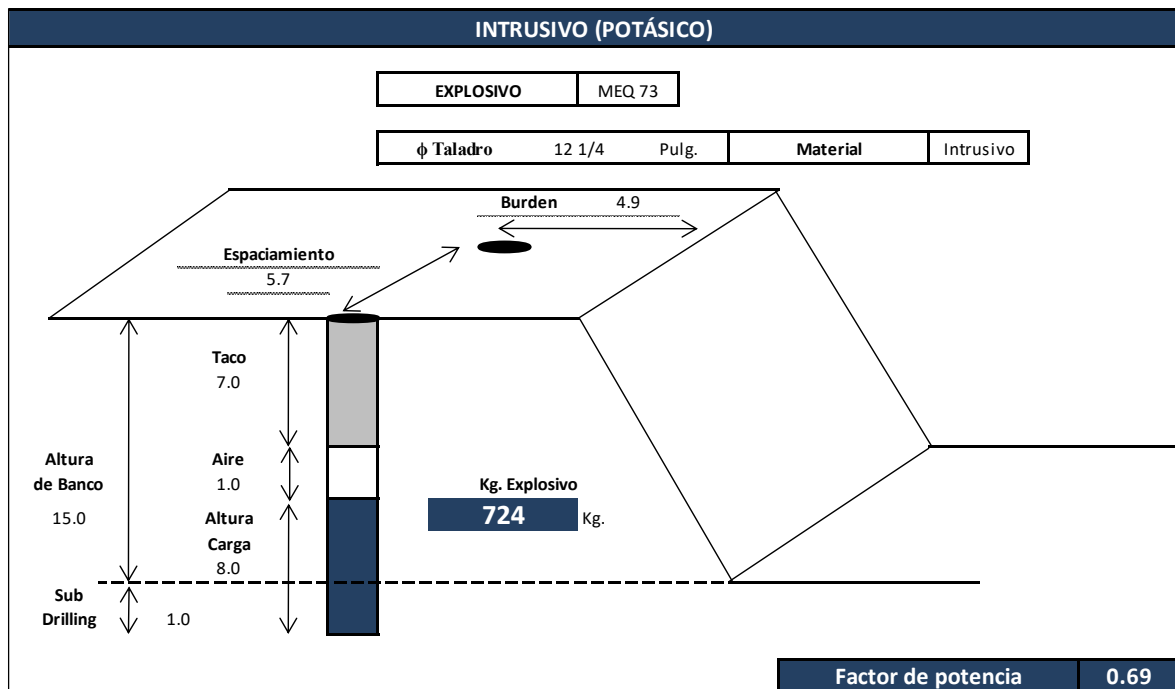 INTRUSIVO (POTÁSICO)
EXPLOSIVO MEQ 73
ϕ Taladro 12 1/4 Pulg. Material Intrusivo
Burden 4.9
Espaciamiento
5.7
Taco
7.0
Altura
de Banco
15.0
Aire
1.0
Kg. Explosivo
724 Kg.
Altura
Carga
8.0
Sub
Drilling 1.0
Factor de potencia 0.69